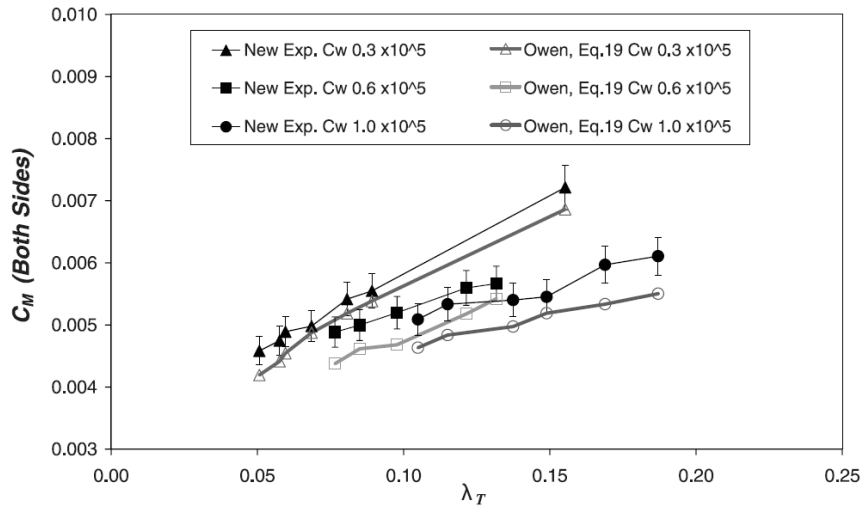 0.010
0.009
0.008
0.007
0.006
0.005
0.004
0.003
C_M (Both Sides)
New Exp. Cw 0.3 x10^5
Owen, Eq.19 Cw 0.3 x10^5
New Exp. Cw 0.6 x10^5
Owen, Eq.19 Cw 0.6 x10^5
New Exp. Cw 1.0 x10^5
Owen, Eq.19 Cw 1.0 x10^5
0.00 0.05 0.10 0.15 0.20 0.25
λ_T